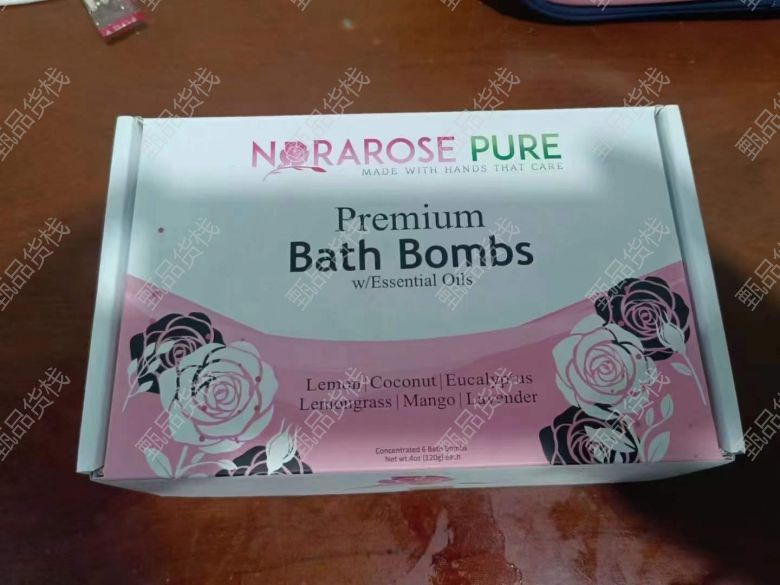 NORAROSE PURE
MADE WITH HANDS THAT CARE
Premium
Bath Bombs
w/Essential Oils
Lemon|Coconut|Eucalyptus
Lemongrass|Mango|Lavender
Concentrated 6 Bath Bombs
Net wt.4oz (120g) each
甄品货栈